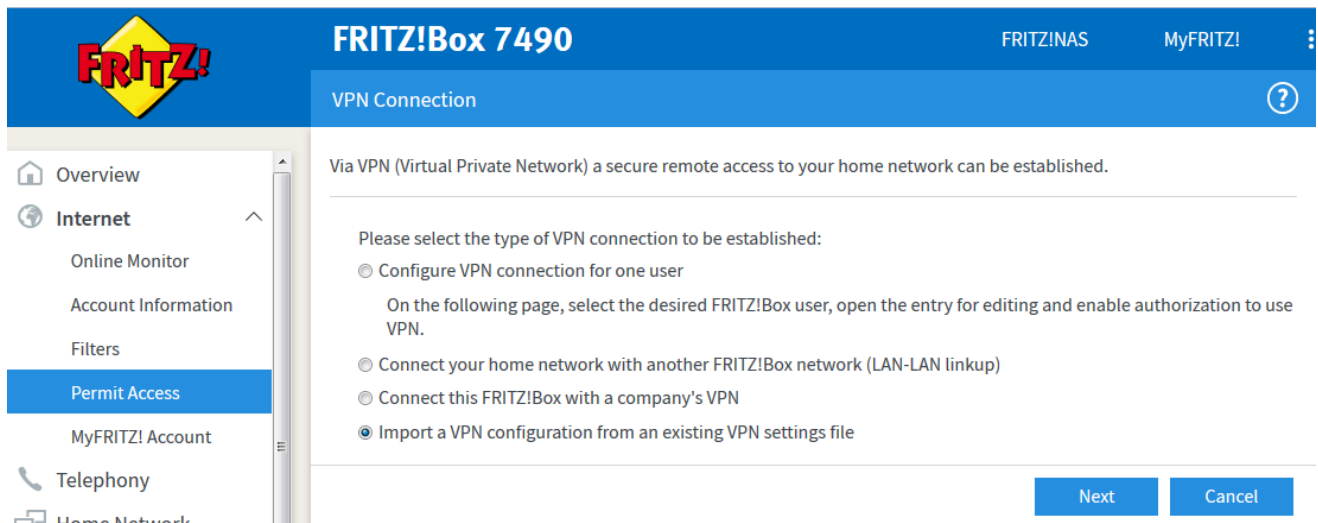 FRITZ!
FRITZ!Box 7490
FRITZ!NAS
MyFRITZ!
VPN Connection
?
Overview
Internet
Online Monitor
Account Information
Filters
Permit Access
MyFRITZ! Account
Telephony
Home Network
Via VPN (Virtual Private Network) a secure remote access to your home network can be established.
Please select the type of VPN connection to be established:
Configure VPN connection for one user
On the following page, select the desired FRITZ!Box user, open the entry for editing and enable authorization to use
VPN.
Connect your home network with another FRITZ!Box network (LAN-LAN linkup)
Connect this FRITZ!Box with a company's VPN
Import a VPN configuration from an existing VPN settings file
Next
Cancel